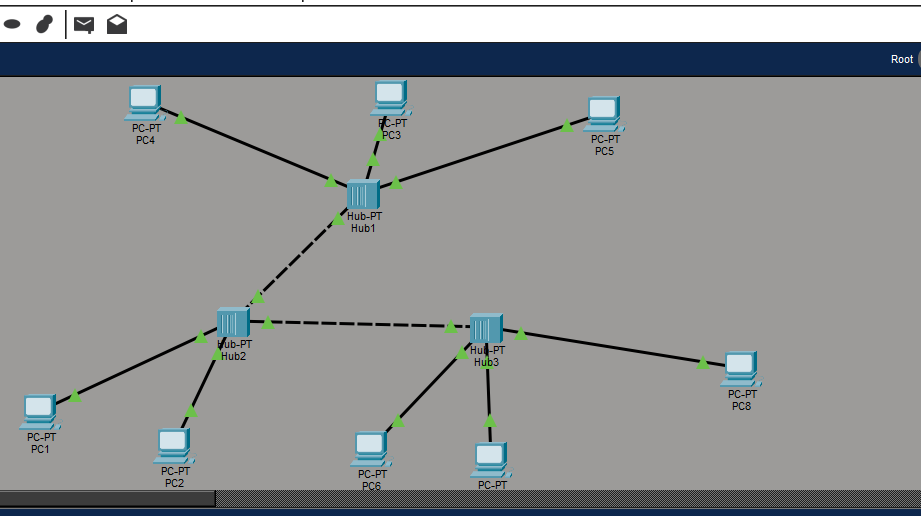 Root
PC-PT
PC4
PC-PT
PC3
PC-PT
PC5
Hub-PT
Hub1
Hub-PT
Hub2
Hub-PT
Hub3
PC-PT
PC8
PC-PT
PC1
PC-PT
PC2
PC-PT
PC6
PC-PT